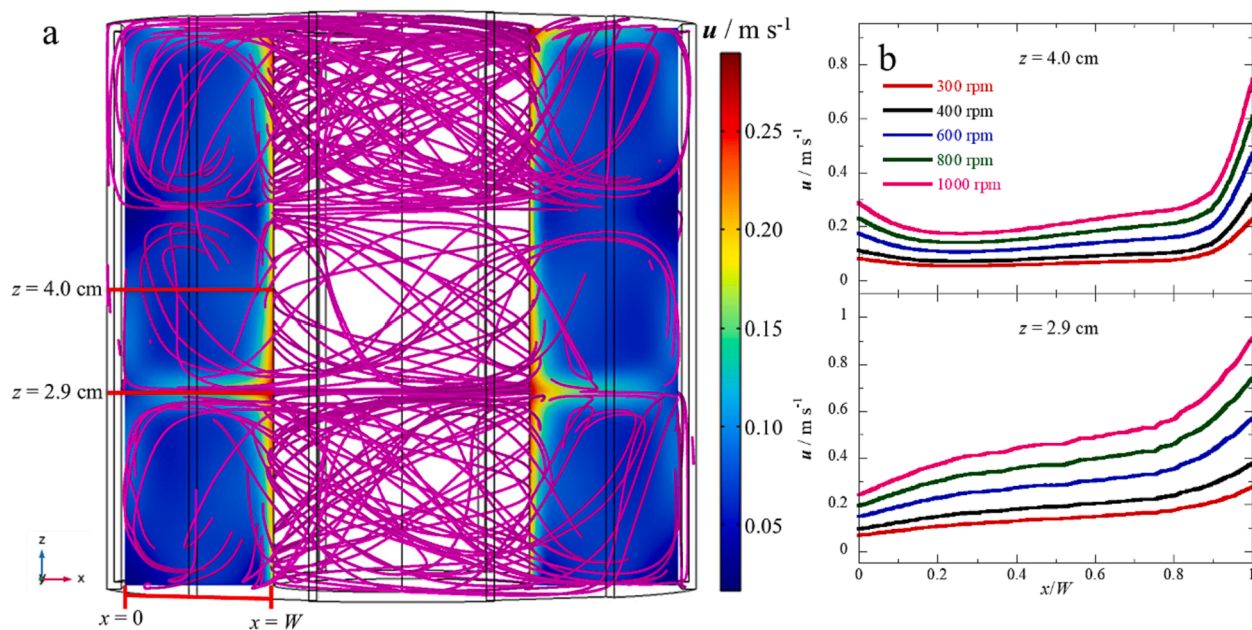 a
u / m s⁻¹
0.25
0.20
0.15
0.10
0.05
z = 4.0 cm
z = 2.9 cm
x = 0
x = W
z
y
x
b
z = 4.0 cm
300 rpm
400 rpm
600 rpm
800 rpm
1000 rpm
u / m s⁻¹
0.8
0.6
0.4
0.2
0
z = 2.9 cm
u / m s⁻¹
1
0.8
0.6
0.4
0.2
0
0
0.2
0.4
0.6
0.8
1
x/W